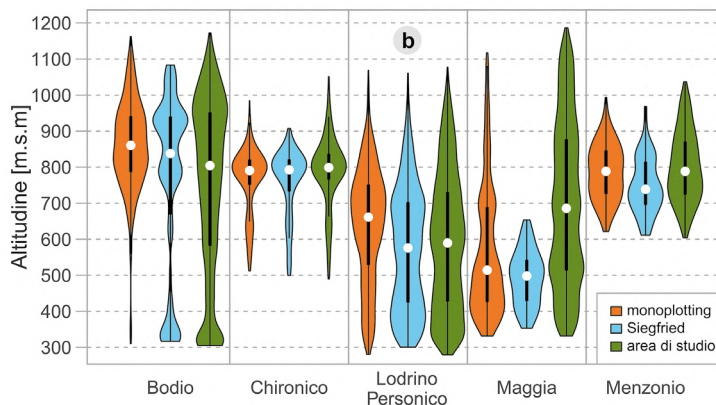 b
Altitudine [m.s.m]
1200
1100
1000
900
800
700
600
500
400
300
monoplotting
Siegfried
area di studio
Bodio
Chironico
Lodrino
Personico
Maggia
Menzonio